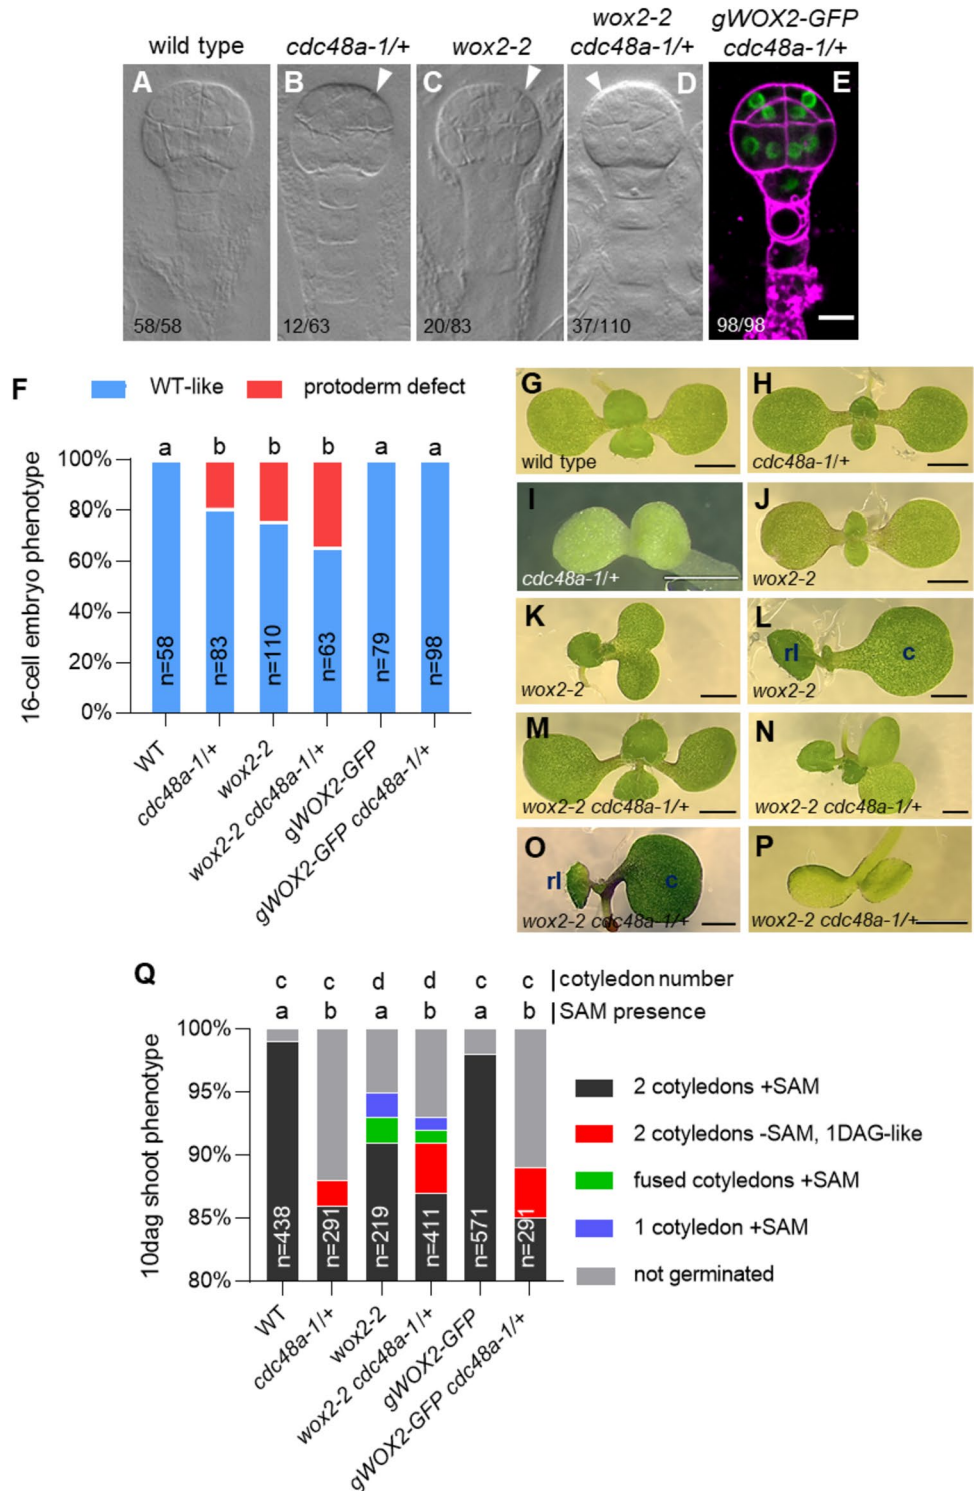 wild type
cdc48a-1/+
wox2-2
wox2-2
cdc48a-1/+
gWOX2-GFP
cdc48a-1/+
A
B
C
D
E
58/58
12/63
20/83
37/110
98/98
F
WT-like
protoderm defect
a
b
b
b
a
a
16-cell embryo phenotype
100%
80%
60%
40%
20%
0%
n=58
n=83
n=110
n=63
n=79
n=98
WT
cdc48a-1/+
wox2-2
wox2-2 cdc48a-1/+
gWOX2-GFP
gWOX2-GFP cdc48a-1/+
G
wild type
H
cdc48a-1/+
I
cdc48a-1/+
J
wox2-2
K
wox2-2
L
rl
c
wox2-2
M
wox2-2 cdc48a-1/+
N
wox2-2 cdc48a-1/+
O
rl
c
wox2-2 cdc48a-1/+
P
wox2-2 cdc48a-1/+
Q
c c d d c c |cotyledon number
a b a b a b |SAM presence
10dag shoot phenotype
100%
95%
90%
85%
80%
n=438
n=291
n=219
n=411
n=571
n=291
WT
cdc48a-1/+
wox2-2
wox2-2 cdc48a-1/+
gWOX2-GFP
gWOX2-GFP cdc48a-1/+
2 cotyledons +SAM
2 cotyledons -SAM, 1DAG-like
fused cotyledons +SAM
1 cotyledon +SAM
not germinated